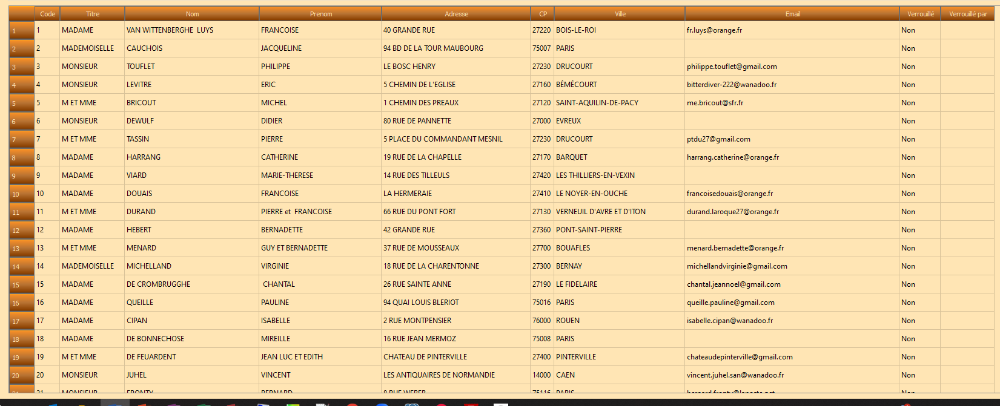 Code Titre Nom Prenom Adresse CP Ville Email Verrouillé Verrouillé par
1 1 MADAME VAN WITTENBERGHE  LUYS FRANCOISE 40 GRANDE RUE 27220 BOIS-LE-ROI fr.luys@orange.fr Non
2 2 MADEMOISELLE CAUCHOIS JACQUELINE 94 BD DE LA TOUR MAUBOURG 75007 PARIS Non
3 3 MONSIEUR TOUFLET PHILIPPE LE BOSC HENRY 27230 DRUCOURT philippe.touflet@gmail.com Non
4 4 MONSIEUR LEVITRE ERIC 5 CHEMIN DE L'EGLISE 27160 BÉMÉCOURT bitterdiver-222@wanadoo.fr Non
5 5 M ET MME BRICOUT MICHEL 1 CHEMIN DES PREAUX 27120 SAINT-AQUILIN-DE-PACY me.bricout@sfr.fr Non
6 6 MONSIEUR DEWULF DIDIER 80 RUE DE PANNETTE 27000 EVREUX Non
7 7 M ET MME TASSIN PIERRE 5 PLACE DU COMMANDANT MESNIL 27230 DRUCOURT ptdu27@gmail.com Non
8 8 MADAME HARRANG CATHERINE 19 RUE DE LA CHAPELLE 27170 BARQUET harrang.catherine@orange.fr Non
9 9 MADAME VIARD MARIE-THERESE 14 RUE DES TILLEULS 27420 LES THILLIERS-EN-VEXIN Non
10 10 MADAME DOUAIS FRANCOISE LA HERMERAIE 27410 LE NOYER-EN-OUCHE francoisedouais@orange.fr Non
11 11 M ET MME DURAND PIERRE et  FRANCOISE 66 RUE DU PONT FORT 27130 VERNEUIL D'AVRE ET D'ITON durand.laroque27@orange.fr Non
12 12 MADAME HEBERT BERNADETTE 42 GRANDE RUE 27360 PONT-SAINT-PIERRE Non
13 13 M ET MME MENARD GUY ET BERNADETTE 37 RUE DE MOUSSEAUX 27700 BOUAFLES menard.bernadette@orange.fr Non
14 14 MADEMOISELLE MICHELLAND VIRGINIE 18 RUE DE LA CHARENTONNE 27300 BERNAY michellandvirginie@gmail.com Non
15 15 MADAME DE CROMBRUGGHE CHANTAL 26 RUE SAINTE ANNE 27190 LE FIDELAIRE chantal.jeannoel@gmail.com Non
16 16 MADAME QUEILLE PAULINE 94 QUAI LOUIS BLERIOT 75016 PARIS queille.pauline@gmail.com Non
17 17 MADAME CIPAN ISABELLE 2 RUE MONTPENSIER 76000 ROUEN isabelle.cipan@wanadoo.fr Non
18 18 MADAME DE BONNECHOSE MIREILLE 16 RUE JEAN MERMOZ 75008 PARIS Non
19 19 M ET MME DE FEUARDENT JEAN LUC ET EDITH CHATEAU DE PINTERVILLE 27400 PINTERVILLE chateaudepinterville@gmail.com Non
20 20 MONSIEUR JUHEL VINCENT LES ANTIQUAIRES DE NORMANDIE 14000 CAEN vincent.juhel.san@wanadoo.fr Non
21 21 MONSIEUR BERNARD 8 RUE WEBER 75116 PARIS Non